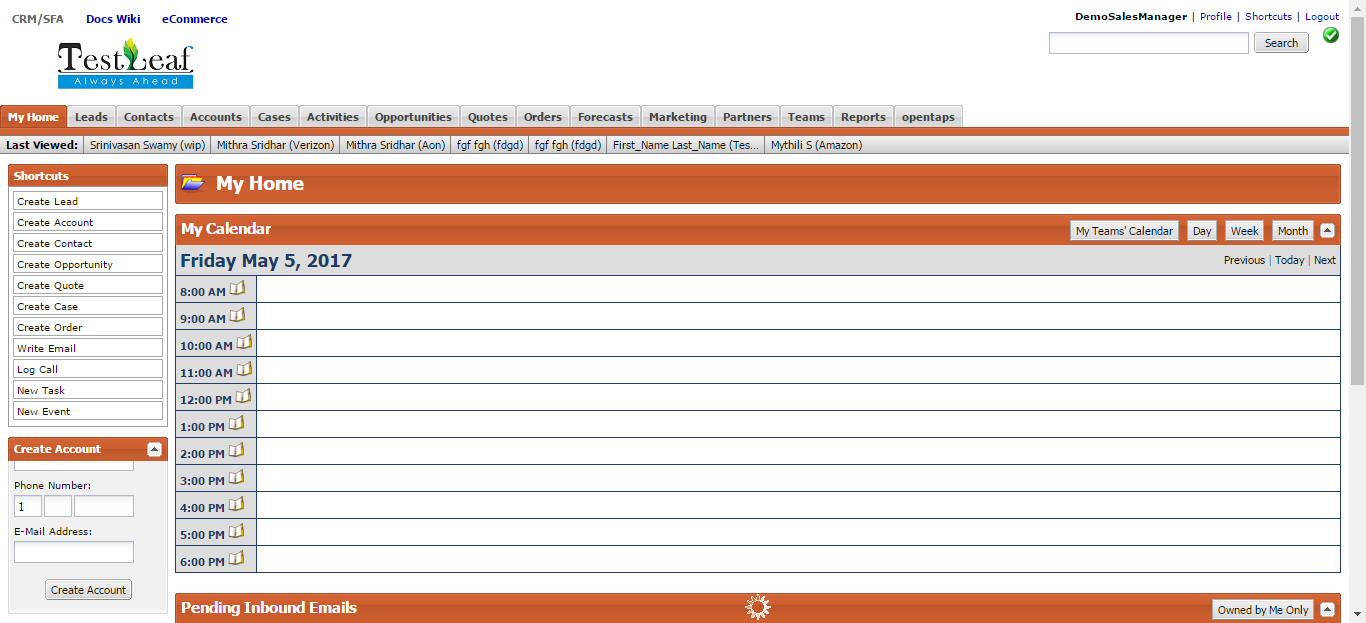 CRM/SFA Docs Wiki eCommerce
DemoSalesManager | Profile | Shortcuts | Logout
Search
TestLeaf
Always Ahead
My Home Leads Contacts Accounts Cases Activities Opportunities Quotes Orders Forecasts Marketing Partners Teams Reports opentaps
Last Viewed: Srinivasan Swamy (wip) Mithra Sridhar (Verizon) Mithra Sridhar (Aon) fgf fgh (fdgd) fgf fgh (fdgd) First_Name Last_Name (Tes... Mythili S (Amazon)
Shortcuts
Create Lead
Create Account
Create Contact
Create Opportunity
Create Quote
Create Case
Create Order
Write Email
Log Call
New Task
New Event
Create Account
Phone Number:
1
E-Mail Address:
Create Account
My Home
My Calendar My Teams' Calendar Day Week Month
Friday May 5, 2017 Previous | Today | Next
8:00 AM
9:00 AM
10:00 AM
11:00 AM
12:00 PM
1:00 PM
2:00 PM
3:00 PM
4:00 PM
5:00 PM
6:00 PM
Pending Inbound Emails Owned by Me Only